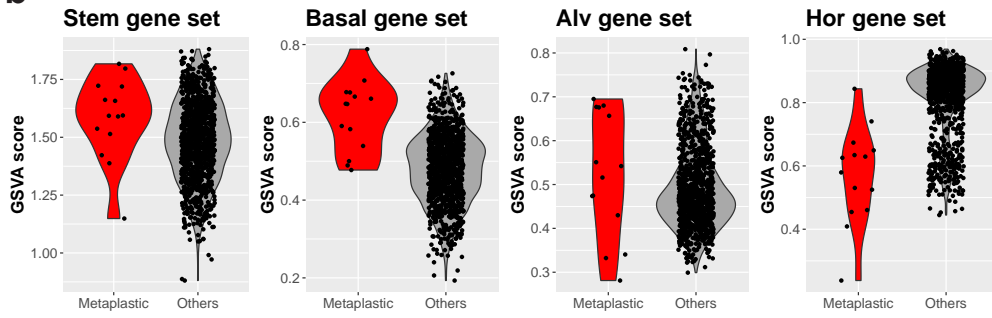 b
Stem gene set
GSVA score
1.75
1.50
1.25
1.00
Metaplastic Others
Basal gene set
GSVA score
0.8
0.6
0.4
0.2
Metaplastic Others
Alv gene set
GSVA score
0.8
0.7
0.6
0.5
0.4
0.3
Metaplastic Others
Hor gene set
GSVA score
1.0
0.8
0.6
0.4
Metaplastic Others